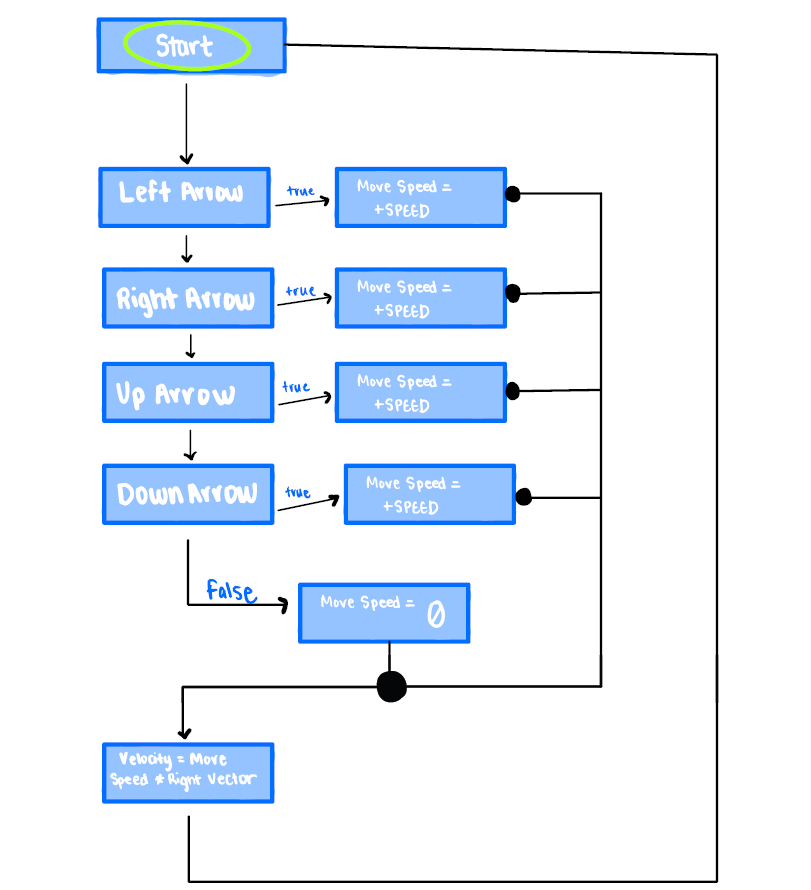 Start
Left Arrow
true
Move Speed =
+SPEED
Right Arrow
true
Move Speed =
+SPEED
Up Arrow
true
Move Speed =
+SPEED
Down Arrow
true
Move Speed =
+SPEED
False
Move Speed = 0
Velocity = Move
Speed * Right Vector